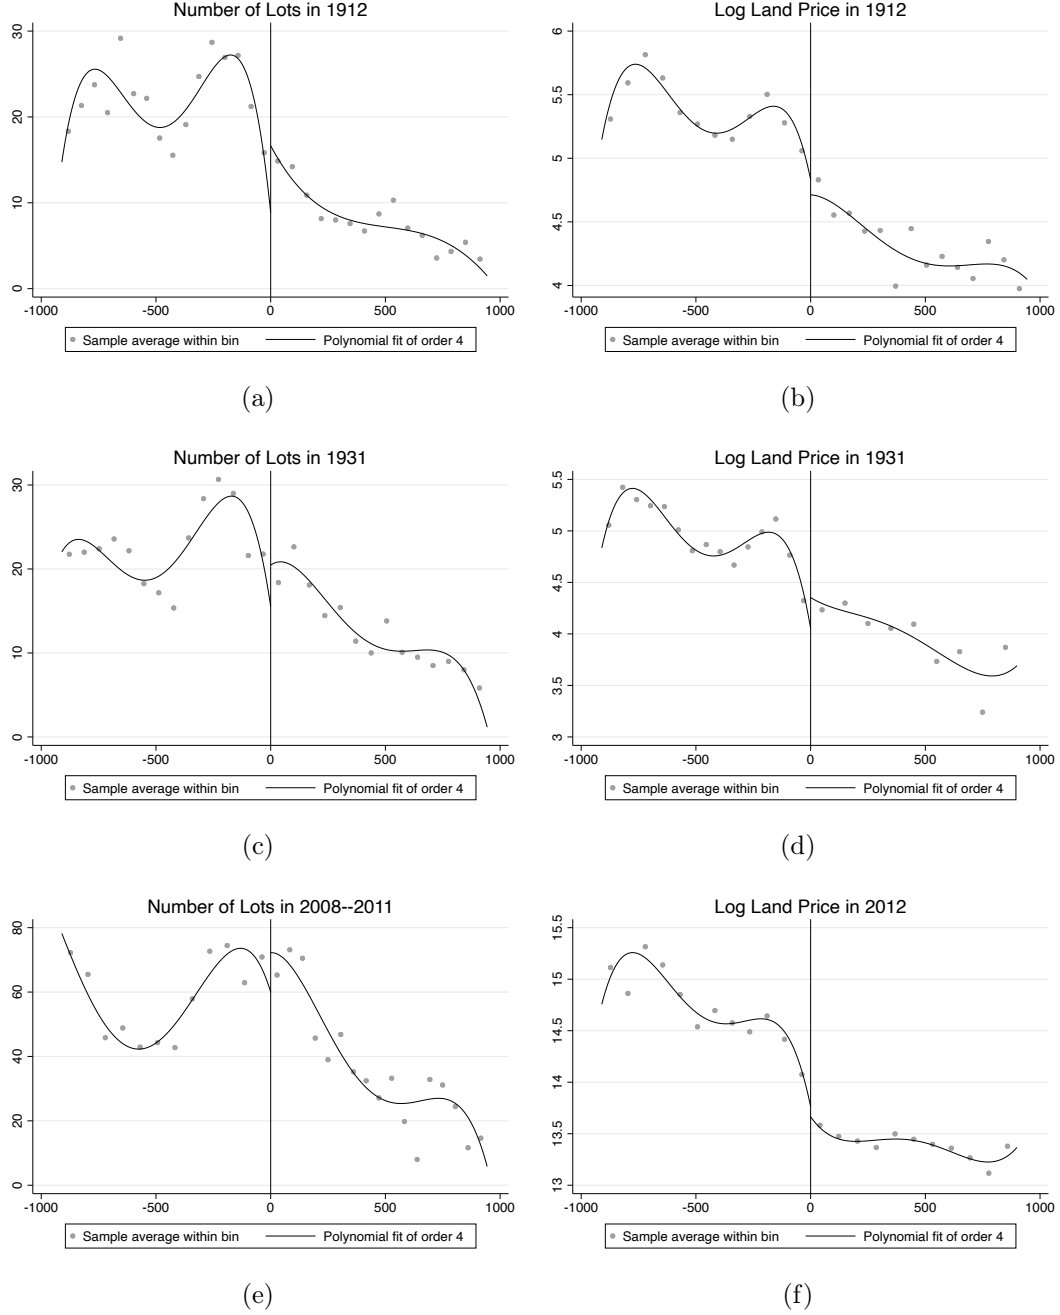 Number of Lots in 1912
30
20
10
0
-1000 -500 0 500 1000
Sample average within bin Polynomial fit of order 4
(a)
Log Land Price in 1912
6
5.5
5
4.5
4
-1000 -500 0 500 1000
Sample average within bin Polynomial fit of order 4
(b)
Number of Lots in 1931
30
20
10
0
-1000 -500 0 500 1000
Sample average within bin Polynomial fit of order 4
(c)
Log Land Price in 1931
5.5
5
4.5
4
3.5
3
-1000 -500 0 500 1000
Sample average within bin Polynomial fit of order 4
(d)
Number of Lots in 2008--2011
80
60
40
20
0
-1000 -500 0 500 1000
Sample average within bin Polynomial fit of order 4
(e)
Log Land Price in 2012
15.5
15
14.5
14
13.5
13
-1000 -500 0 500 1000
Sample average within bin Polynomial fit of order 4
(f)